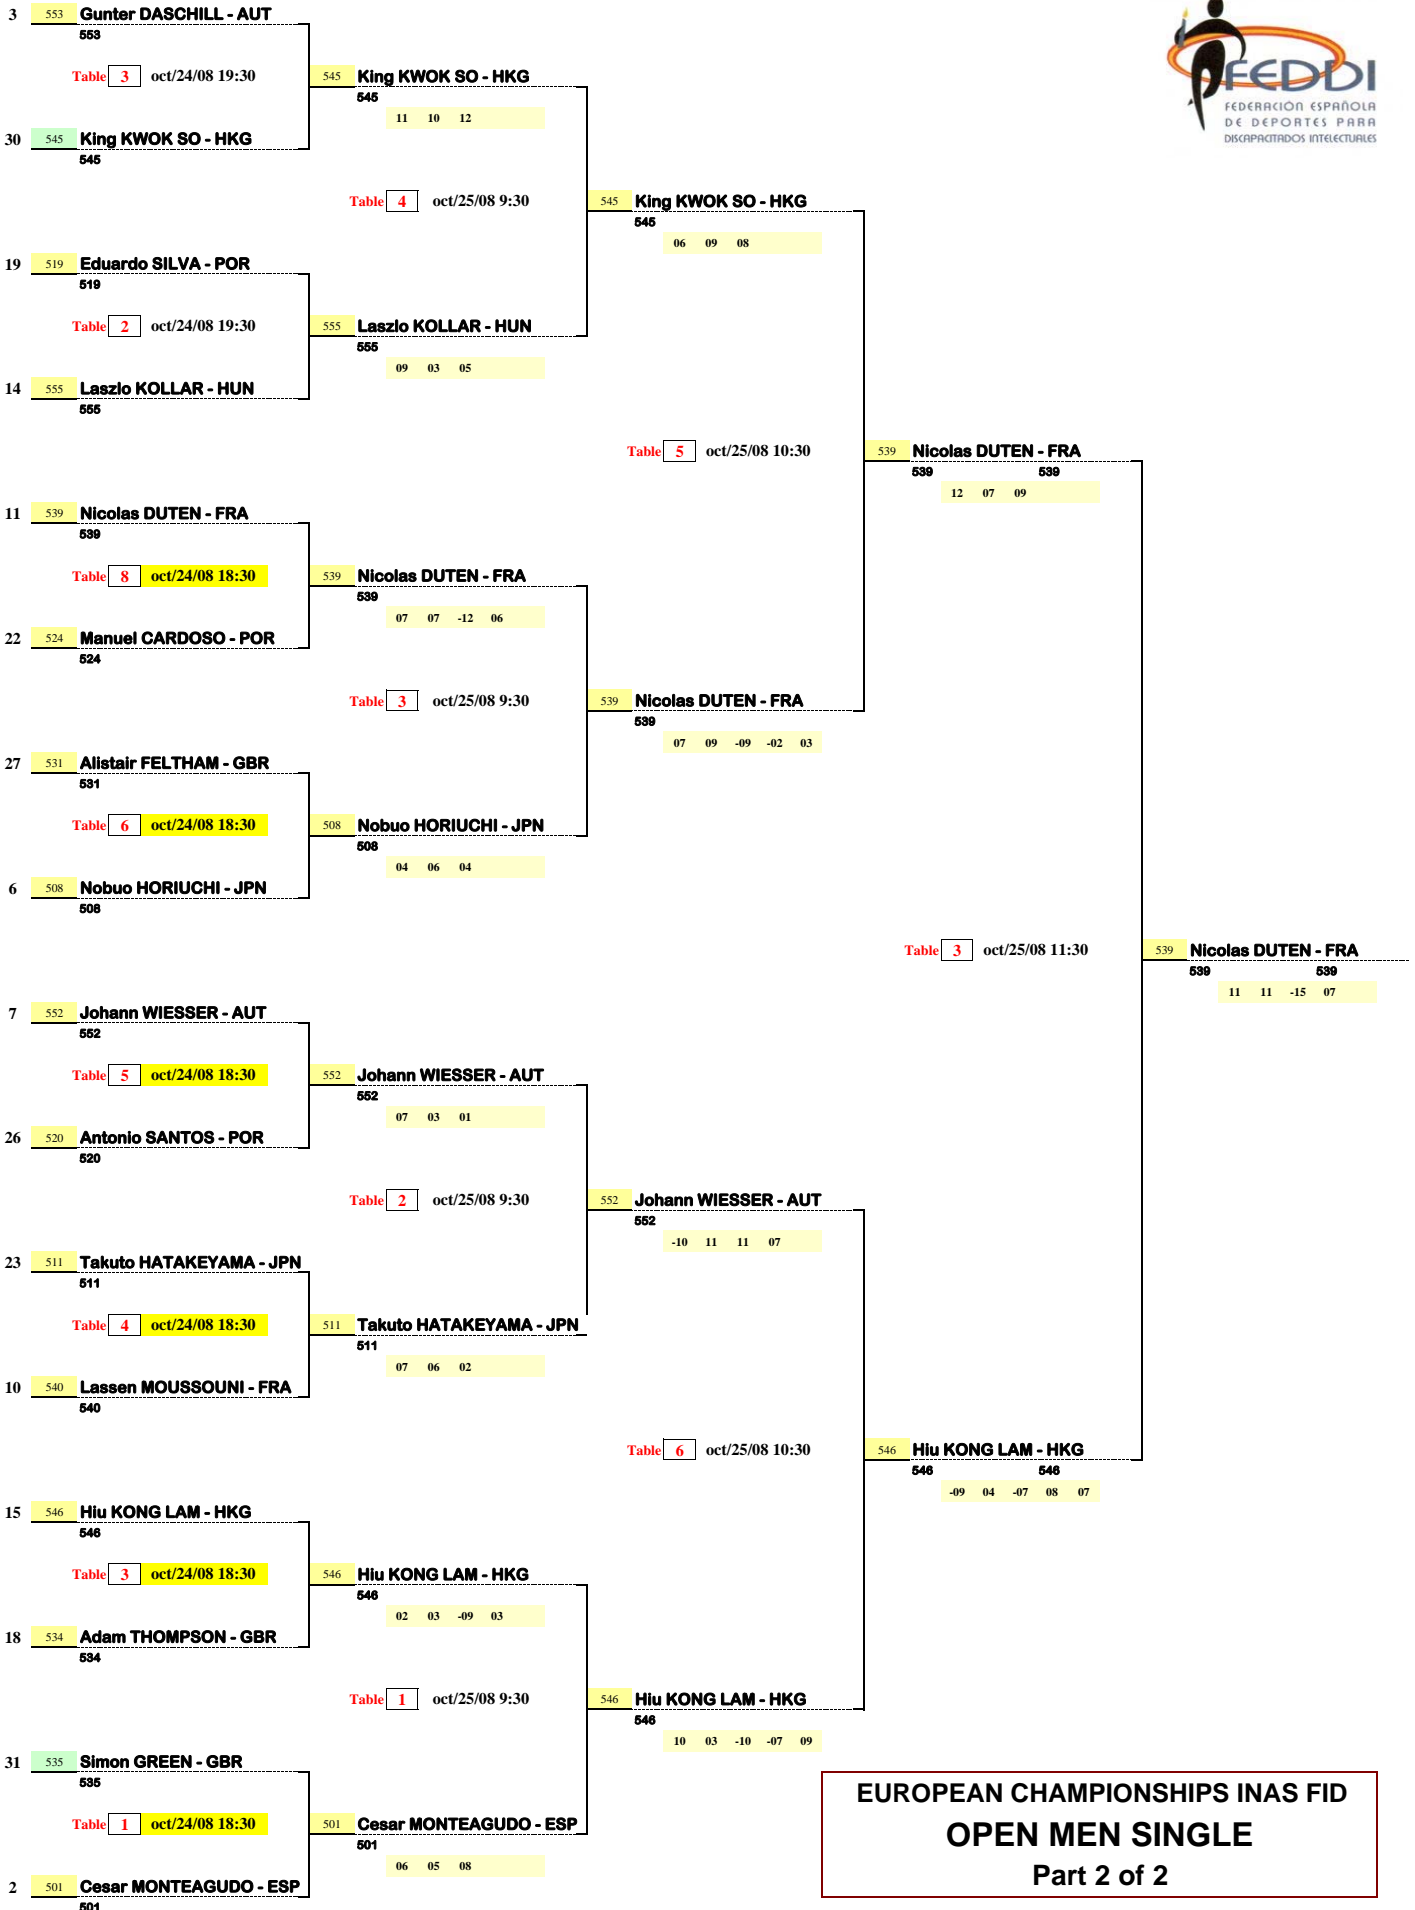 3 553 Gunter DASCHILL - AUT
553
Table 3 oct/24/08 19:30 545 King KWOK SO - HKG
545
11 10 12
30 545 King KWOK SO - HKG
545
FEDDI
FEDERACIÓN ESPAÑOLA
DE DEPORTES PARA
DISCAPACITADOS INTELECTUALES
Table 4 oct/25/08 9:30 545 King KWOK SO - HKG
545
06 09 08
19 519 Eduardo SILVA - POR
519
Table 2 oct/24/08 19:30 555 Laszlo KOLLAR - HUN
555
09 03 05
14 555 Laszlo KOLLAR - HUN
555
Table 5 oct/25/08 10:30 539 Nicolas DUTEN - FRA
539 539
12 07 09
11 539 Nicolas DUTEN - FRA
539
Table 8 oct/24/08 18:30 539 Nicolas DUTEN - FRA
539
07 07 -12 06
22 524 Manuel CARDOSO - POR
524
Table 3 oct/25/08 9:30 539 Nicolas DUTEN - FRA
539
07 09 -09 -02 03
27 531 Alistair FELTHAM - GBR
531
Table 6 oct/24/08 18:30 508 Nobuo HORIUCHI - JPN
508
04 06 04
6 508 Nobuo HORIUCHI - JPN
508
Table 3 oct/25/08 11:30 539 Nicolas DUTEN - FRA
539 539
11 11 -15 07
7 552 Johann WIESSER - AUT
552
Table 5 oct/24/08 18:30 552 Johann WIESSER - AUT
552
07 03 01
26 520 Antonio SANTOS - POR
520
Table 2 oct/25/08 9:30 552 Johann WIESSER - AUT
552
-10 11 11 07
23 511 Takuto HATAKEYAMA - JPN
511
Table 4 oct/24/08 18:30 511 Takuto HATAKEYAMA - JPN
511
07 06 02
10 540 Lassen MOUSSOUNI - FRA
540
Table 6 oct/25/08 10:30 546 Hiu KONG LAM - HKG
546 546
-09 04 -07 08 07
15 546 Hiu KONG LAM - HKG
546
Table 3 oct/24/08 18:30 546 Hiu KONG LAM - HKG
546
02 03 -09 03
18 534 Adam THOMPSON - GBR
534
Table 1 oct/25/08 9:30 546 Hiu KONG LAM - HKG
546
10 03 -10 -07 09
31 535 Simon GREEN - GBR
535
Table 1 oct/24/08 18:30 501 Cesar MONTEAGUDO - ESP
501
06 05 08
2 501 Cesar MONTEAGUDO - ESP
501
EUROPEAN CHAMPIONSHIPS INAS FID
OPEN MEN SINGLE
Part 2 of 2